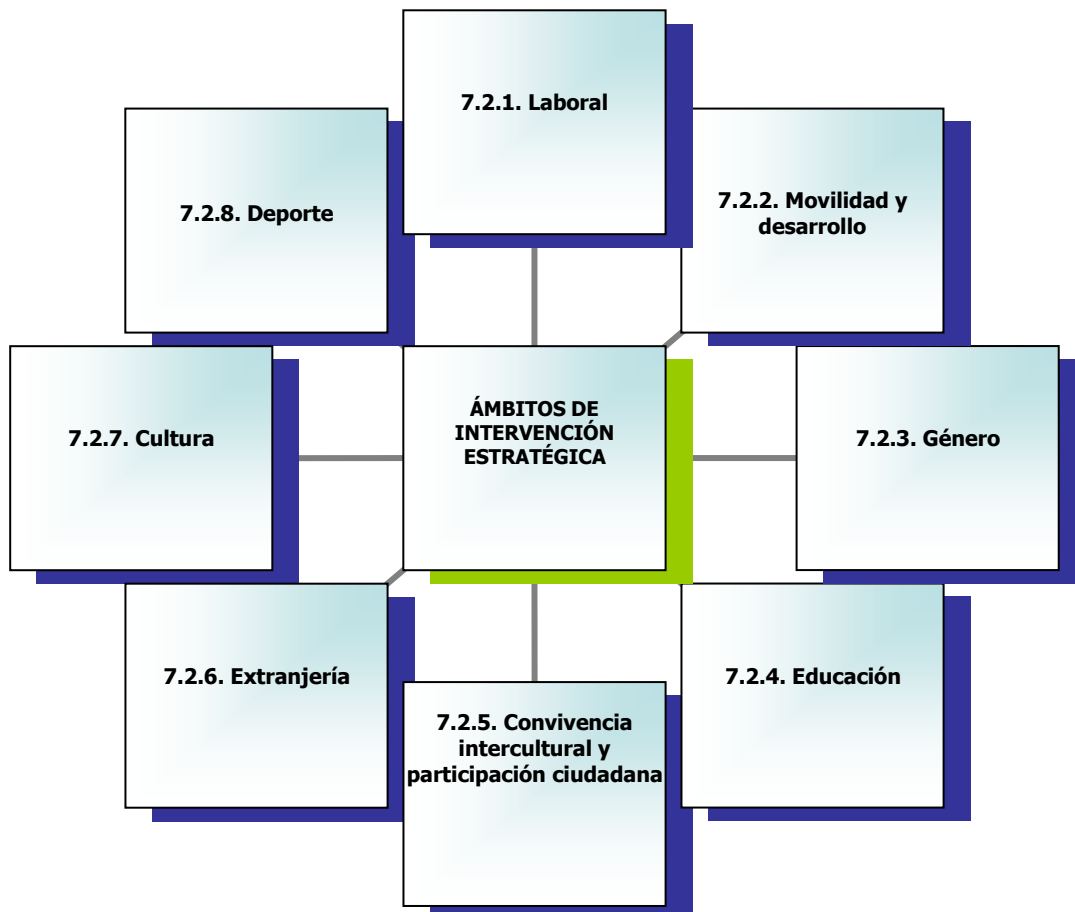 7.2.1. Laboral
7.2.2. Movilidad y
desarrollo
7.2.3. Género
7.2.4. Educación
7.2.5. Convivencia
intercultural y
participación ciudadana
7.2.6. Extranjería
7.2.7. Cultura
7.2.8. Deporte
ÁMBITOS DE
INTERVENCIÓN
ESTRATÉGICA